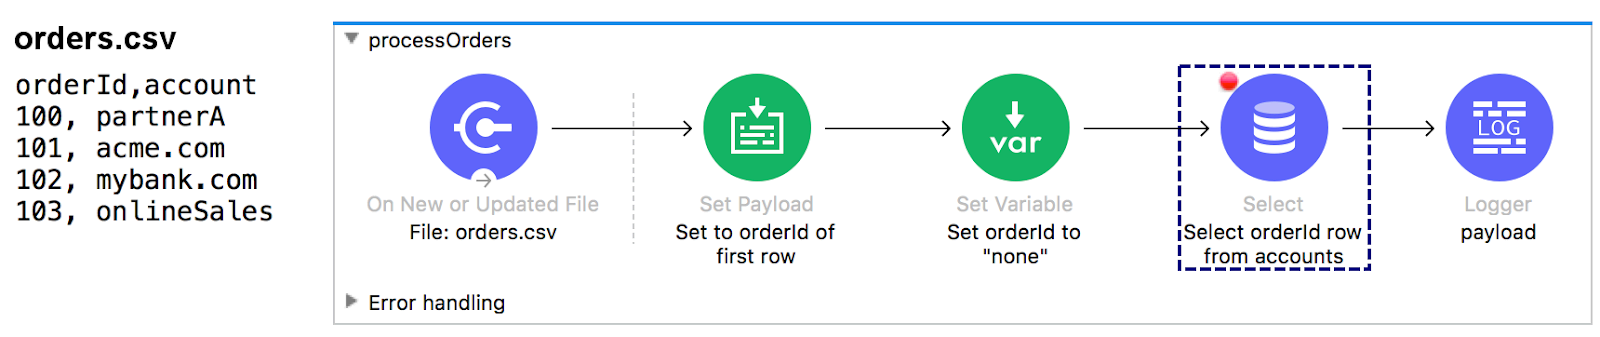 orders.csv
orderId,account
100, partnerA
101, acme.com
102, mybank.com
103, onlineSales
processOrders
var
LOG
On New or Updated File
Set Payload
Set Variable
Select
Logger
File: orders.csv
Set to orderId of
first row
Set orderId to
"none"
Select orderId row
from accounts
payload
Error handling